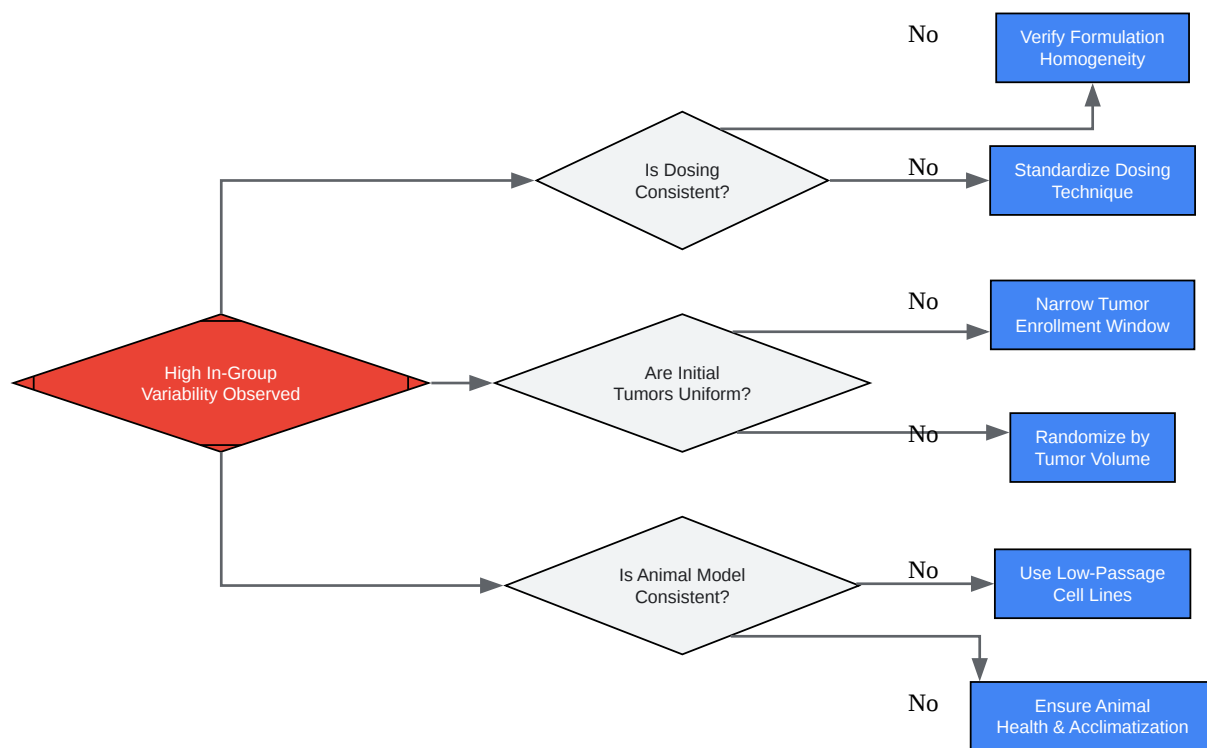 No
Verify Formulation
Homogeneity
Is Dosing
Consistent?
No
Standardize Dosing
Technique
No
Narrow Tumor
Enrollment Window
High In-Group
Variability Observed
Are Initial
Tumors Uniform?
No
Randomize by
Tumor Volume
Is Animal Model
Consistent?
No
Use Low-Passage
Cell Lines
No
Ensure Animal
Health & Acclimatization